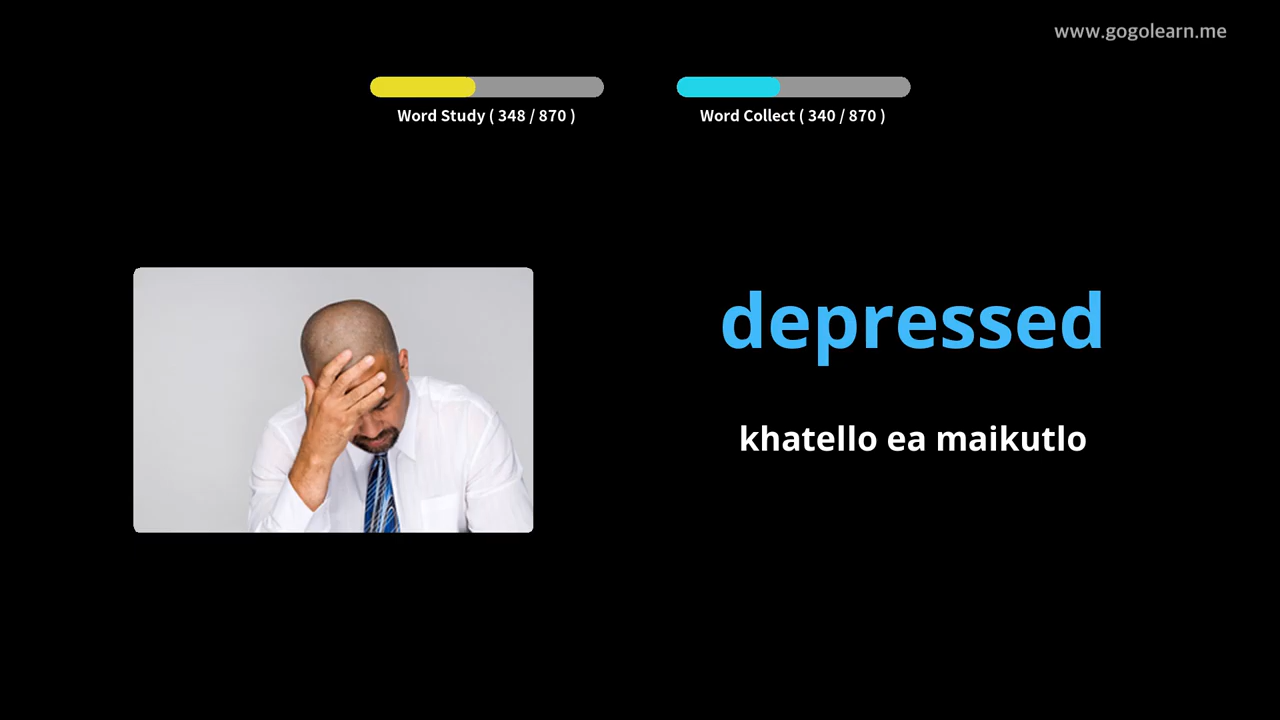 www.gogolearn.me
Word Study ( 348 / 870 )
Word Collect ( 340 / 870 )
depressed
khatello ea maikutlo